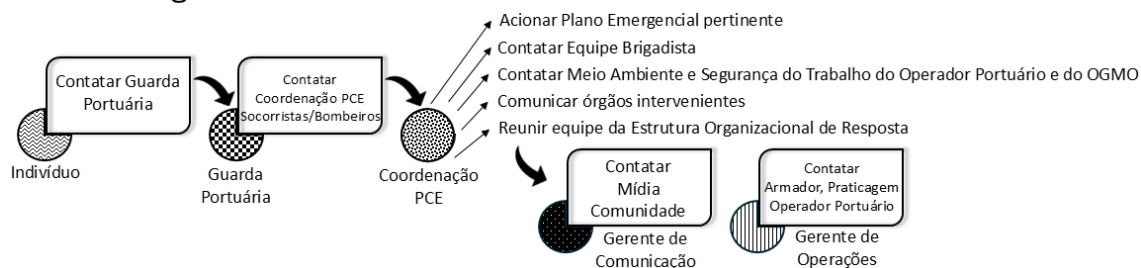 Acionar Plano Emergencial pertinente
Contatar Equipe Brigadista
Contatar Meio Ambiente e Segurança do Trabalho do Operador Portuário e do OGMO
Comunicar órgãos intervenientes
Reunir equipe da Estrutura Organizacional de Resposta
Contatar Guarda
Portuária
Indivíduo
Contatar
Coordenação PCE
Socorristas/Bombeiros
Guarda
Portuária
Coordenação
PCE
Contatar
Mídia
Comunidade
Gerente de
Comunicação
Contatar
Armador, Praticagem
Operador Portuário
Gerente de
Operações